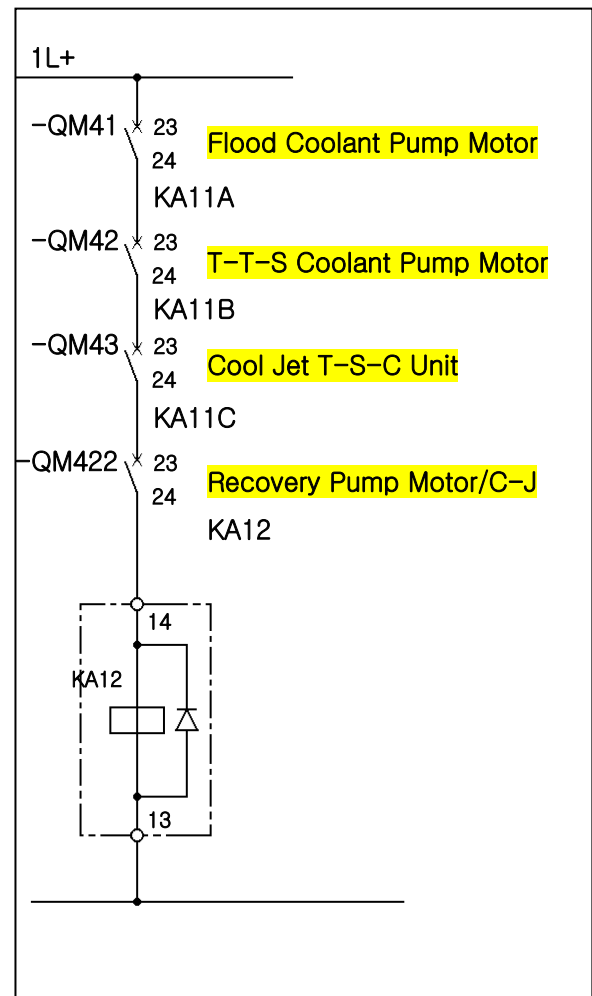 1L+
-QM41 23 Flood Coolant Pump Motor
24
KA11A
-QM42 23
24 T-T-S Coolant Pump Motor
KA11B
-QM43 23
24 Cool Jet T-S-C Unit
KA11C
-QM422 23
24 Recovery Pump Motor/C-J
KA12
14
KA12
13